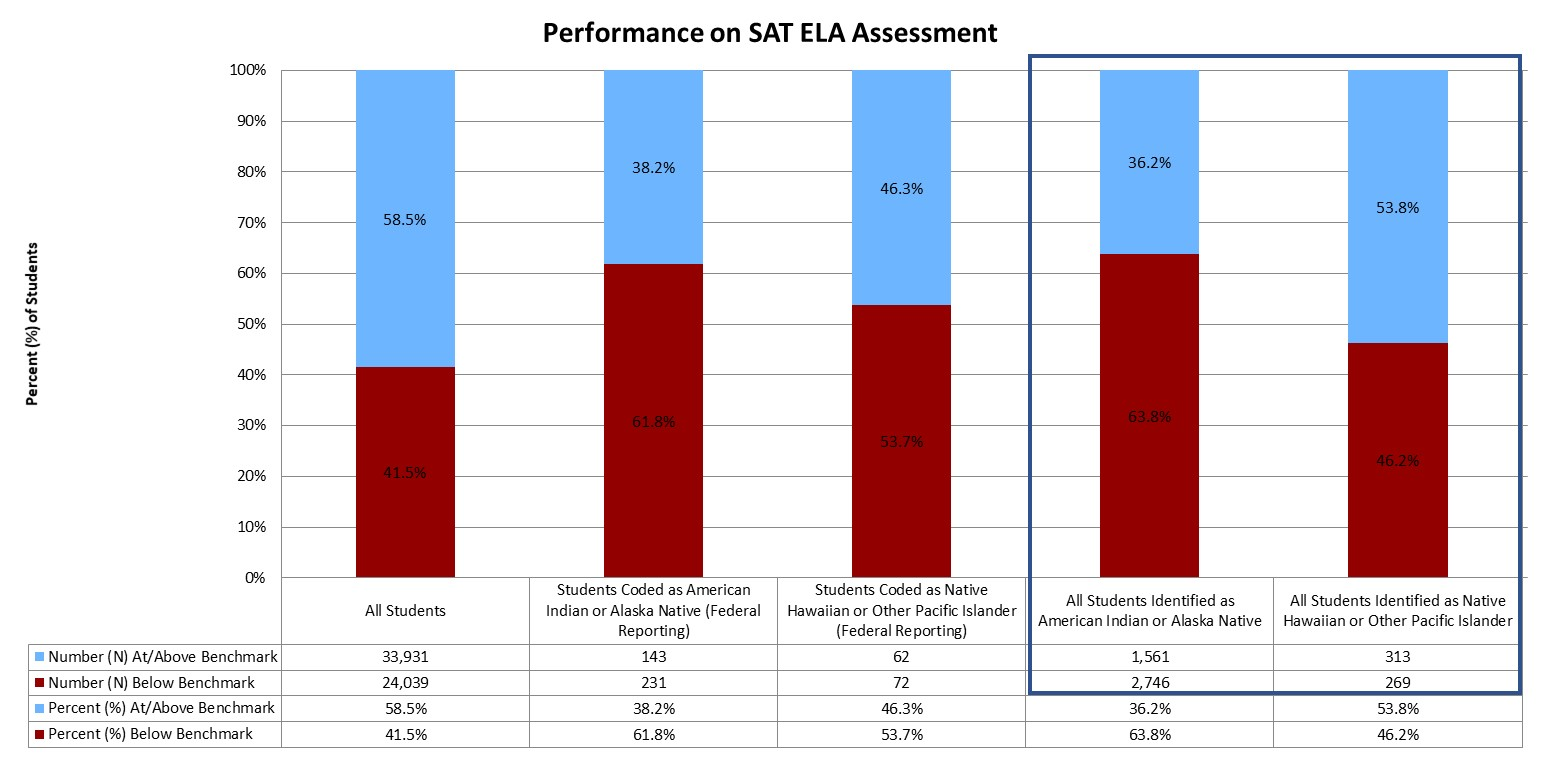 Performance on SAT ELA Assessment
Percent (%) of Students
100%
90%
80%
70%
60%
50%
40%
30%
20%
10%
0%
58.5%
41.5%
38.2%
61.8%
46.3%
53.7%
36.2%
63.8%
53.8%
46.2%
All Students
Students Coded as American
Indian or Alaska Native (Federal
Reporting)
Students Coded as Native
Hawaiian or Other Pacific Islander
(Federal Reporting)
All Students Identified as
American Indian or Alaska Native
All Students Identified as Native
Hawaiian or Other Pacific Islander
Number (N) At/Above Benchmark 33,931 143 62 1,561 313
Number (N) Below Benchmark 24,039 231 72 2,746 269
Percent (%) At/Above Benchmark 58.5% 38.2% 46.3% 36.2% 53.8%
Percent (%) Below Benchmark 41.5% 61.8% 53.7% 63.8% 46.2%